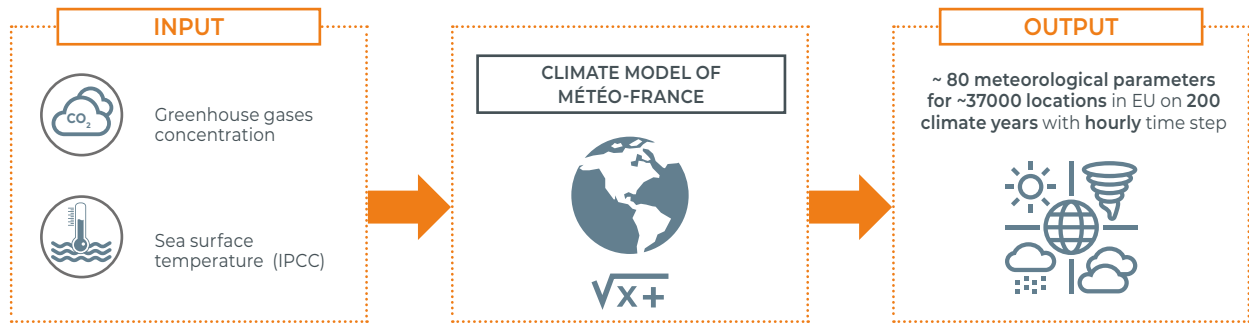 INPUT
CO2
Greenhouse gases
concentration
Sea surface
temperature (IPCC)
CLIMATE MODEL OF
MÉTÉO-FRANCE
√x +
OUTPUT
~ 80 meteorological parameters
for ~37000 locations in EU on 200
climate years with hourly time step